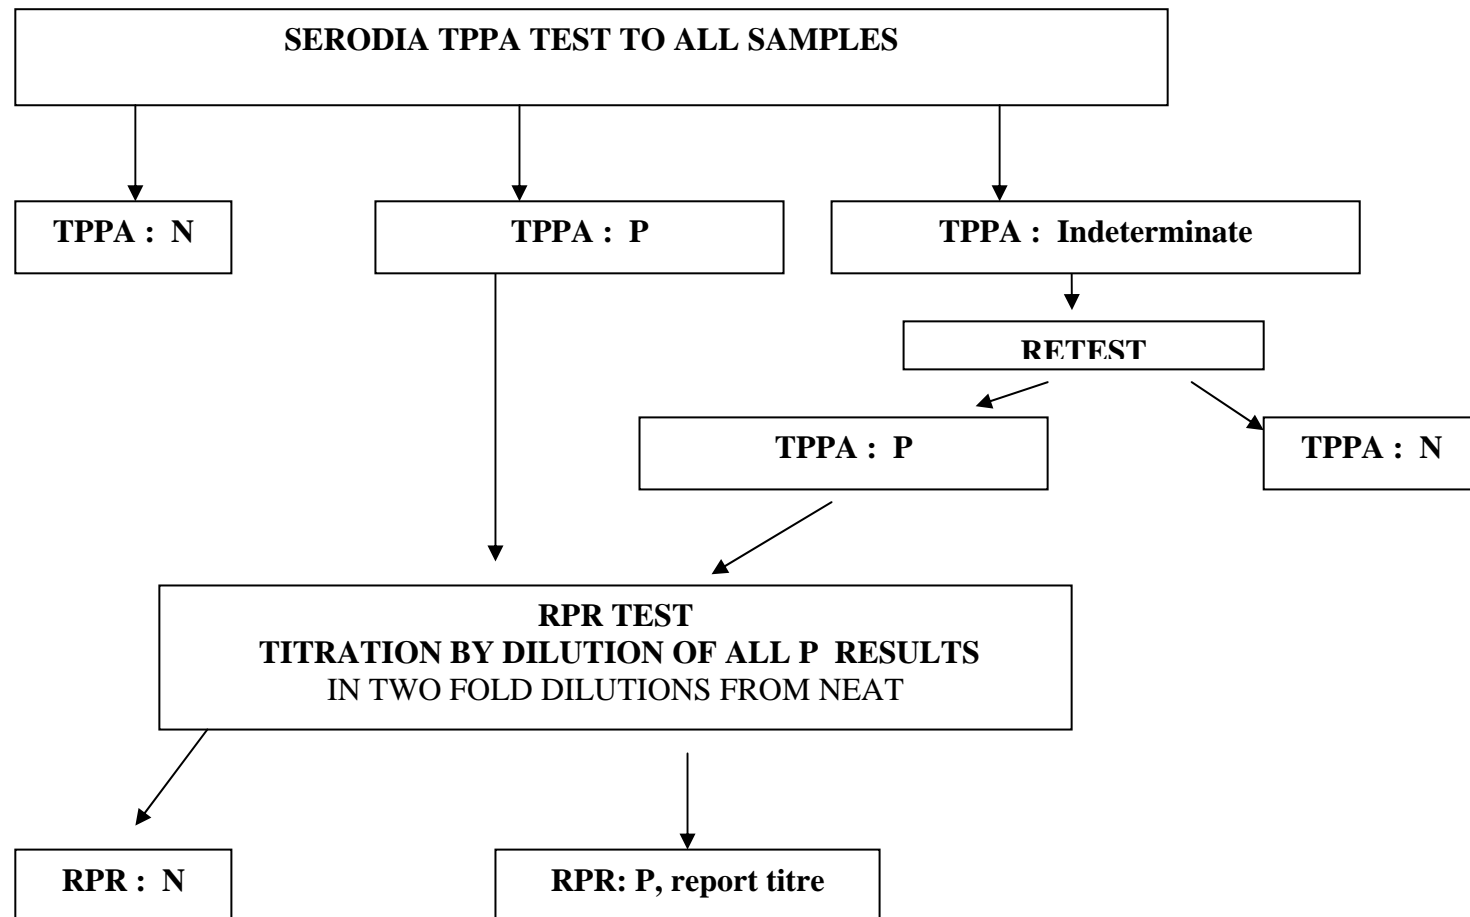 SERODIA TPPA TEST TO ALL SAMPLES
TPPA : N
TPPA : P
TPPA : Indeterminate
RETEST
TPPA : P
TPPA : N
RPR TEST
TITRATION BY DILUTION OF ALL P RESULTS
IN TWO FOLD DILUTIONS FROM NEAT
RPR : N
RPR: P, report titre